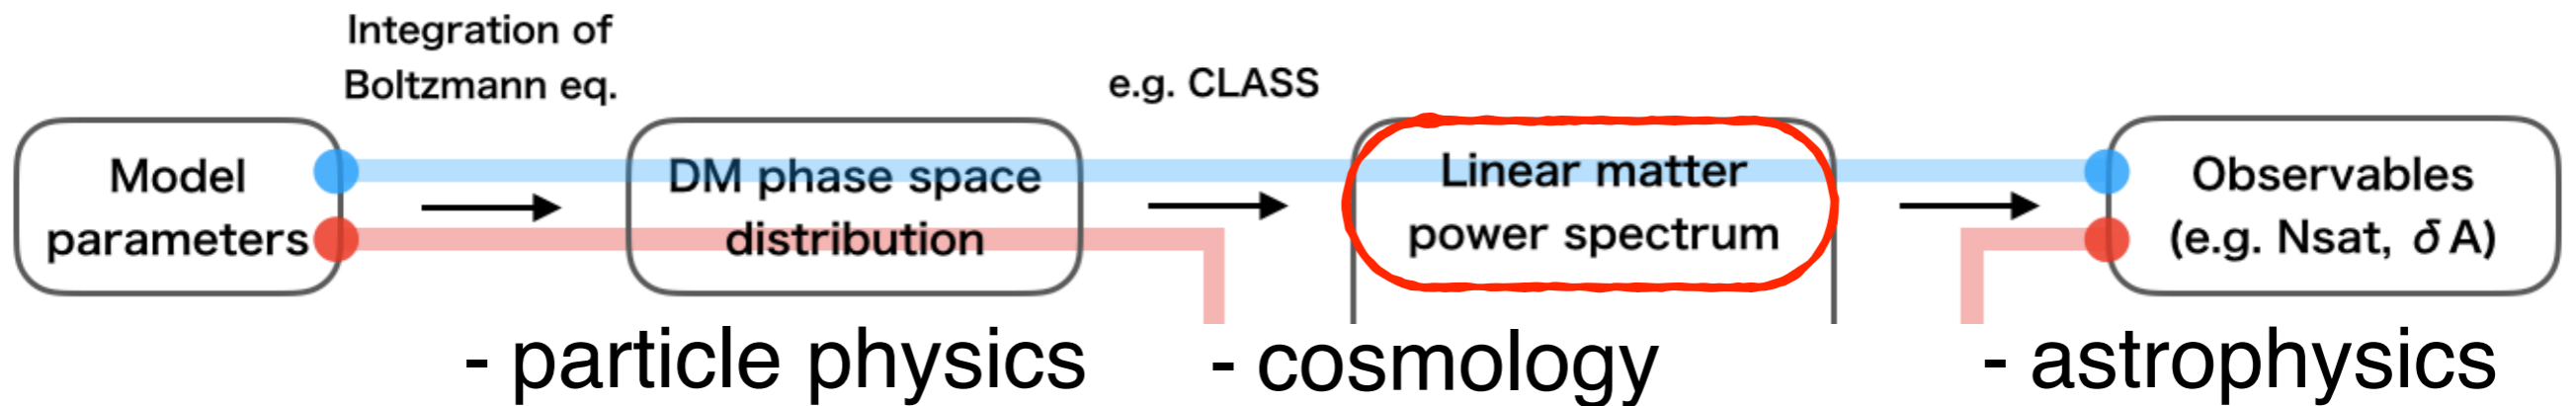 Integration of
Boltzmann eq.
e.g. CLASS
Model
parameters
DM phase space
distribution
Linear matter
power spectrum
Observables
(e.g. Nsat, δA)
- particle physics
- cosmology
- astrophysics